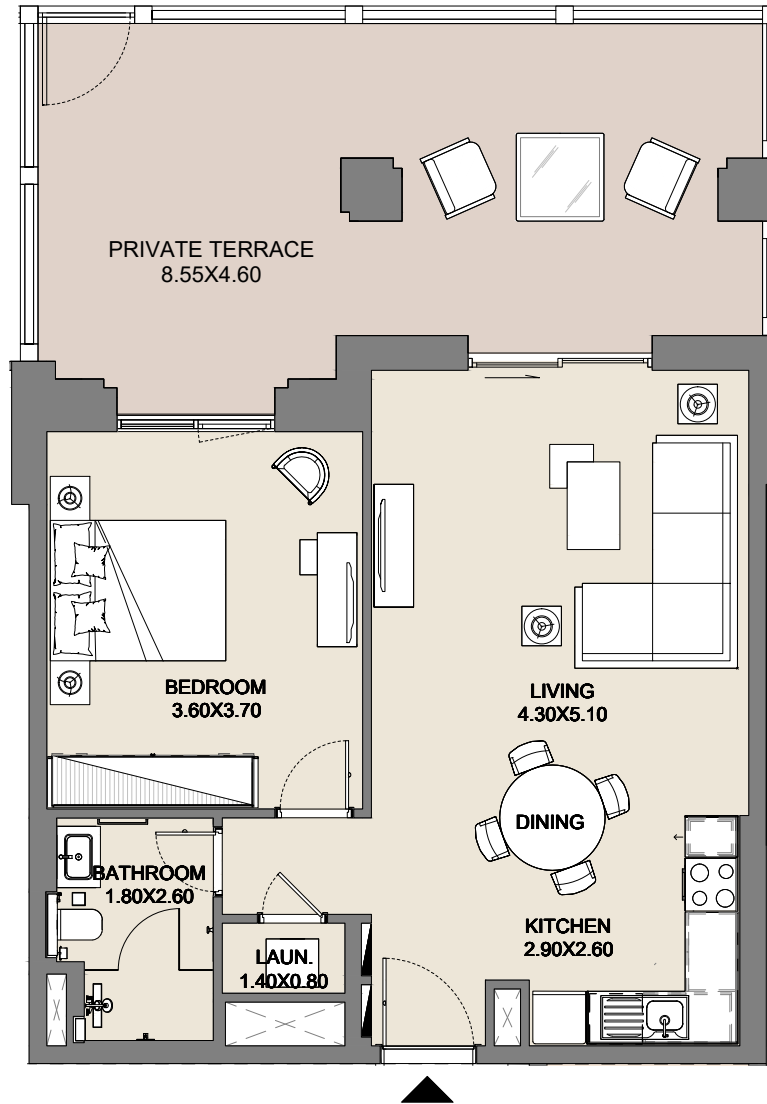 PRIVATE TERRACE
8.55X4.60
BEDROOM
3.60X3.70
LIVING
4.30X5.10
DINING
BATHROOM
1.80X2.60
KITCHEN
2.90X2.60
LAUN.
1.40X0.80